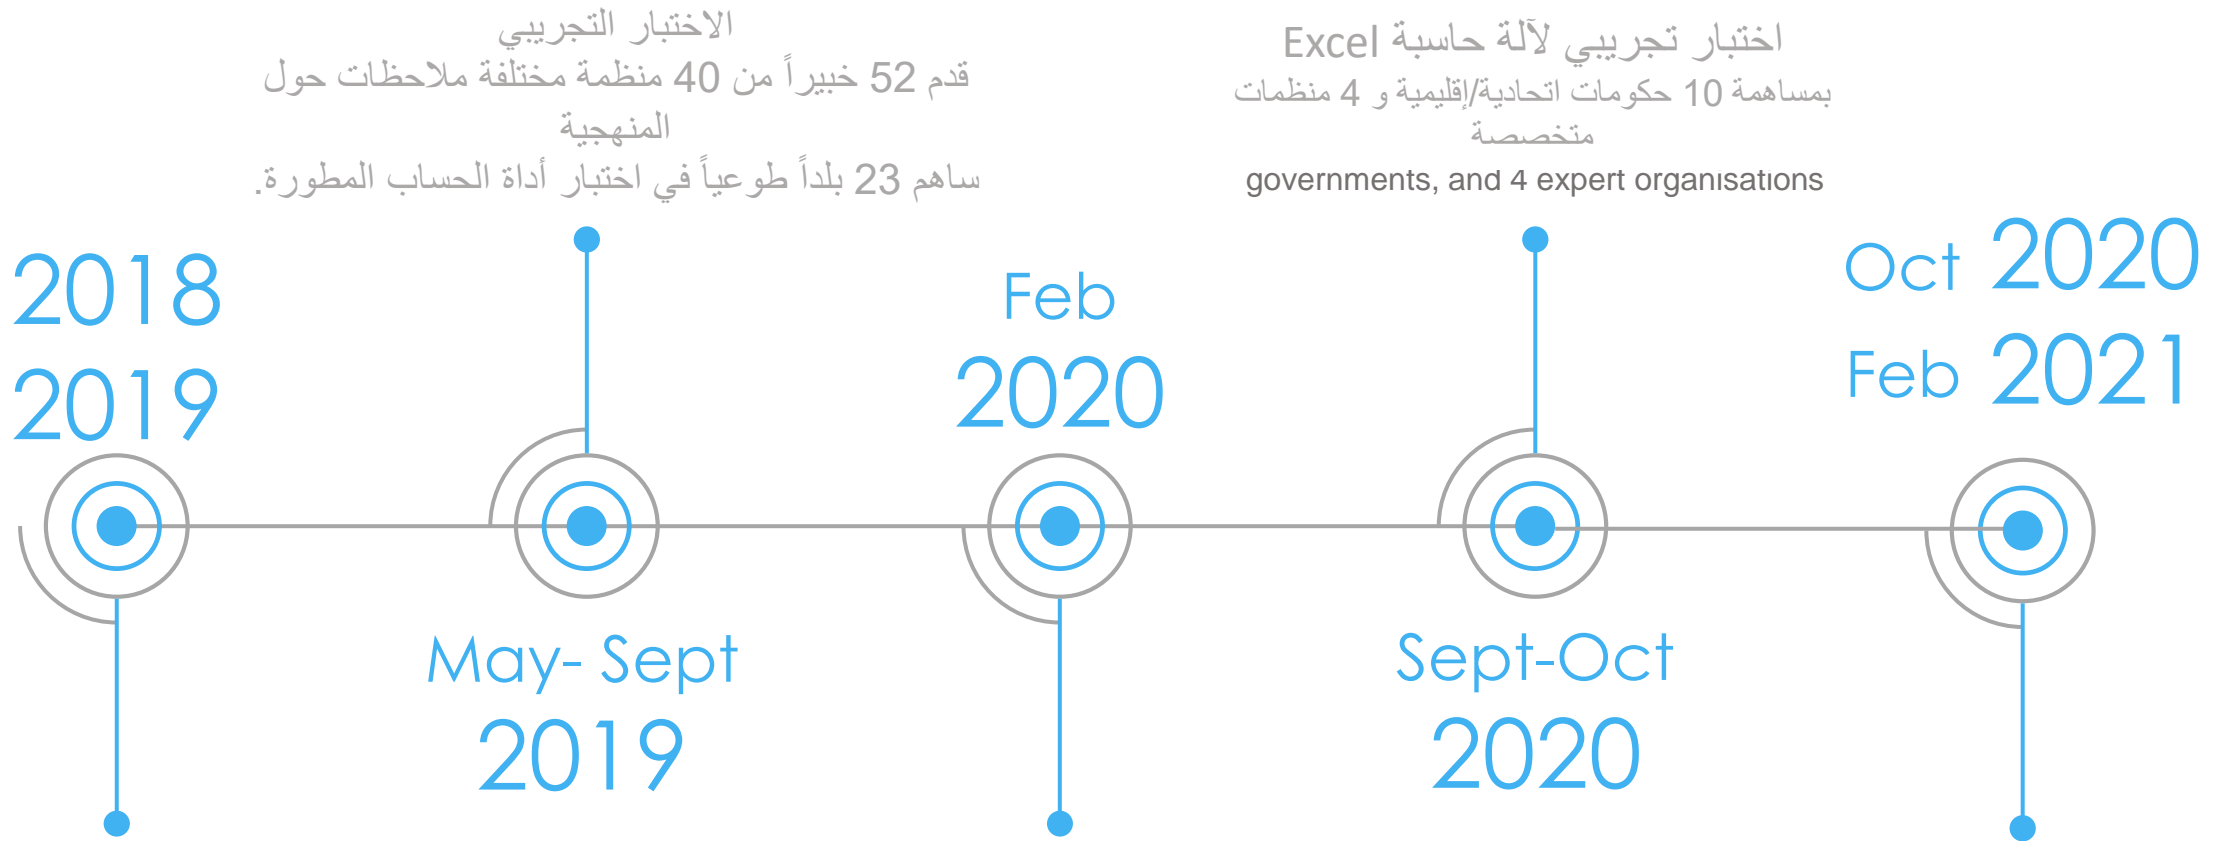 الاختبار التجريبي
قدم 52 خبيراً من 40 منظمة مختلفة ملاحظات حول
المنهجية
ساهم 23 بلداً طوعياً في اختبار أداة الحساب المطورة.
اختبار تجريبي لآلة حاسبة Excel
بمساهمة 10 حكومات اتحادية/إقليمية و 4 منظمات
متخصصة
governments, and 4 expert organisations
2018
2019
May- Sept
2019
Feb
2020
Sept-Oct
2020
Oct 2020
Feb 2021